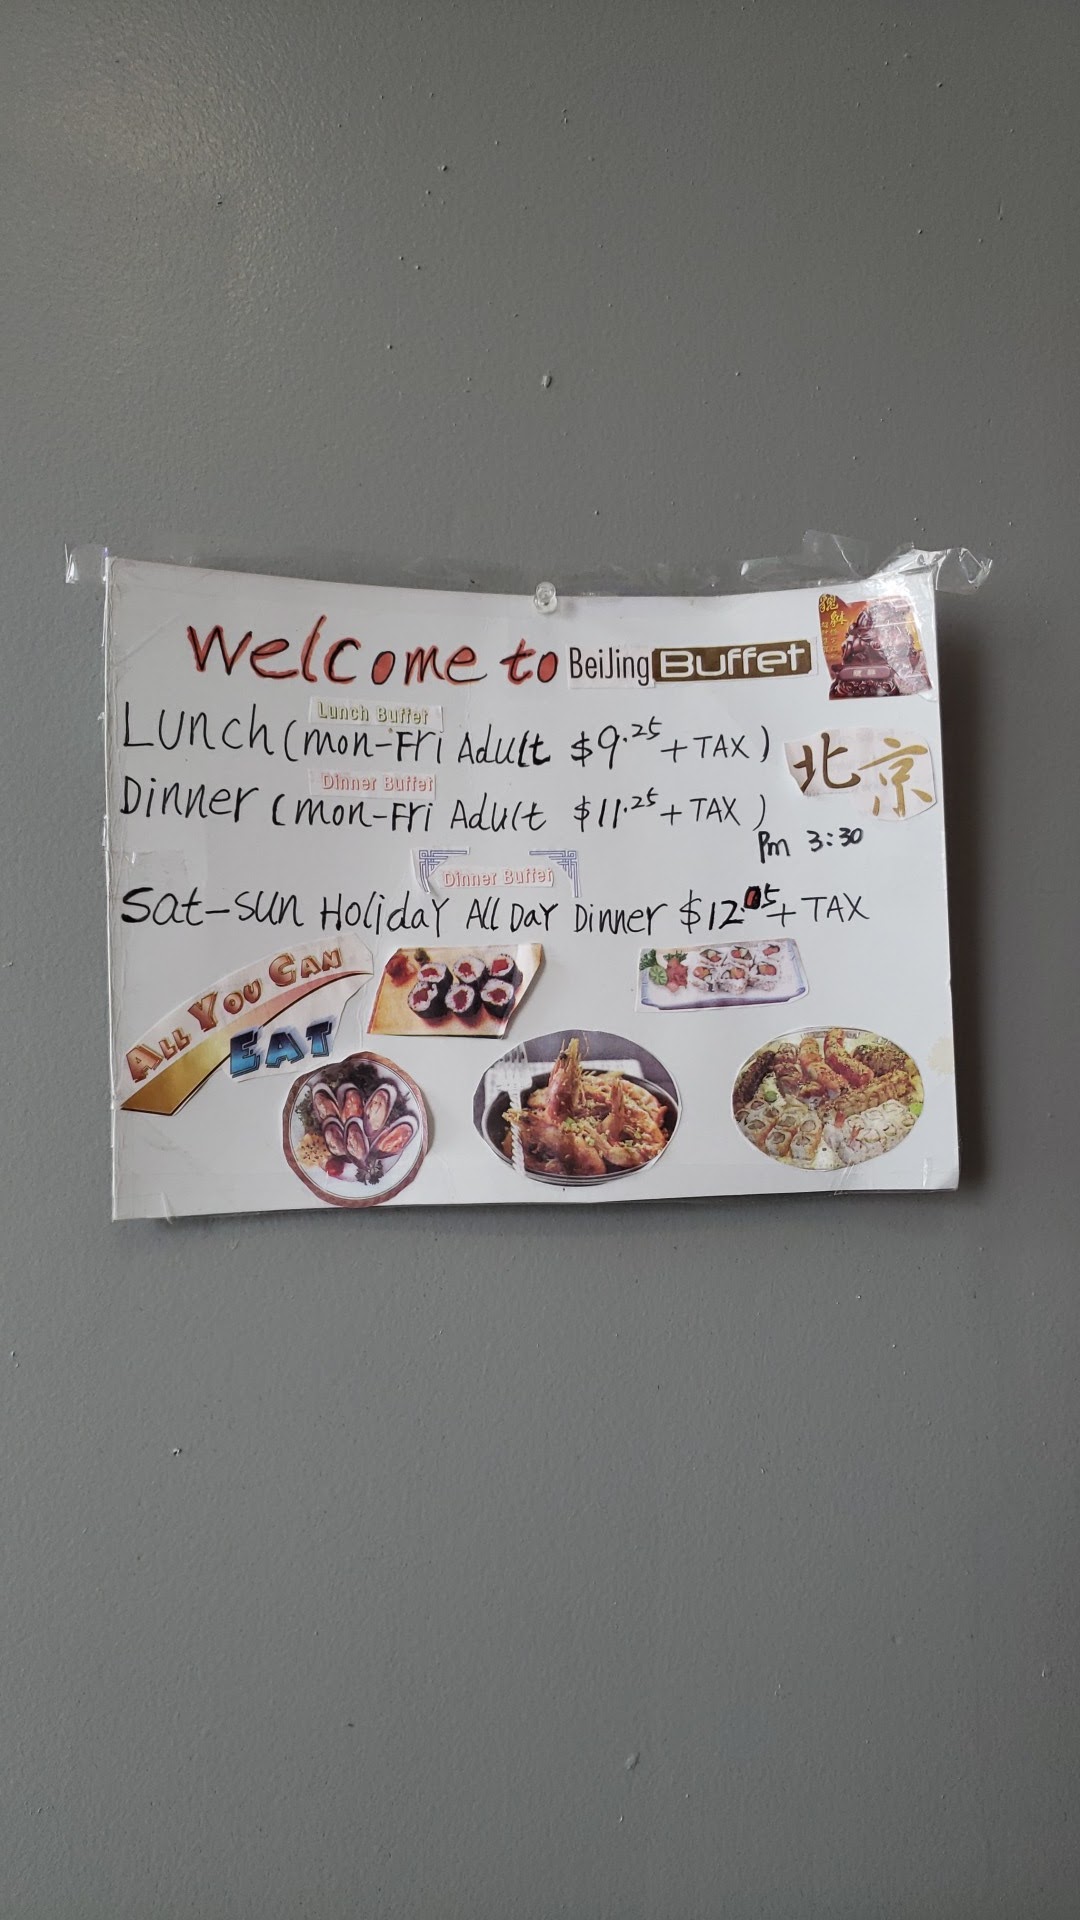 Welcome to BeiJing Buffet
Lunch Buffet
Lunch (mon-Fri Adult $9.25 + TAX)
北京
Dinner Buffet
Dinner (mon-Fri Adult $11.25 + TAX)
Pm 3:30
Dinner Buffet
Sat-Sun Holiday All Day Dinner $12.05 + TAX
ALL YOU CAN
EAT